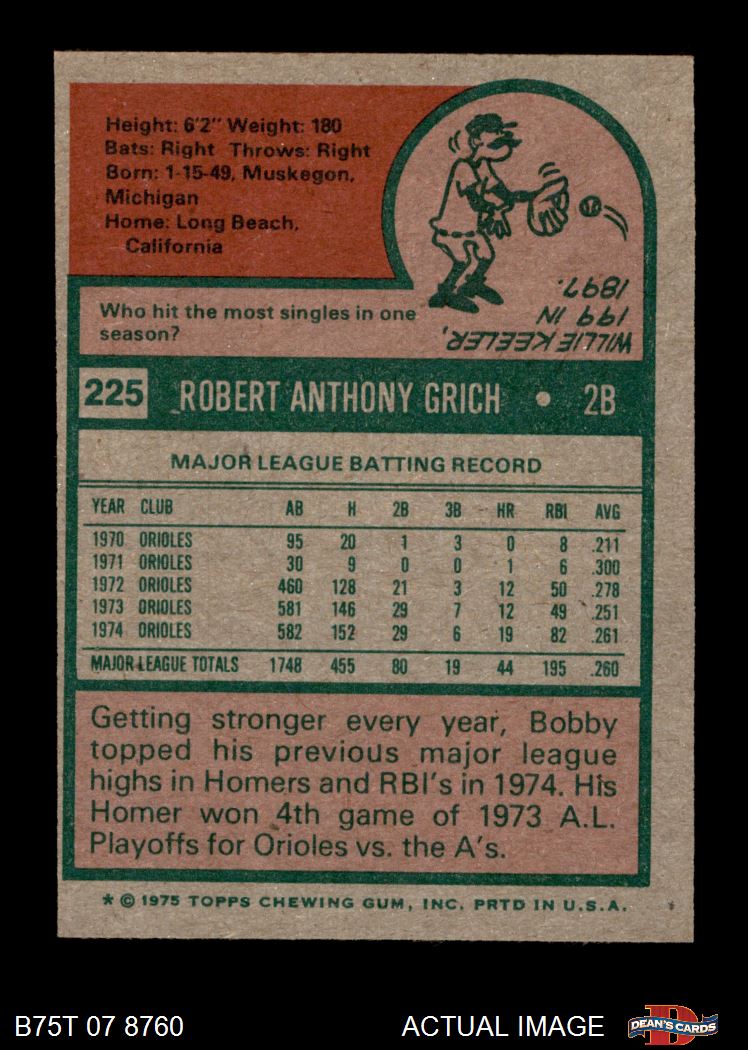 Height: 6'2" Weight: 180
Bats: Right Throws: Right
Born: 1-15-49, Muskegon,
Michigan
Home: Long Beach,
California
Who hit the most singles in one
season?
WILLIE KEELER,
199 IN
1897.
225 ROBERT ANTHONY GRICH • 2B
MAJOR LEAGUE BATTING RECORD
YEAR CLUB AB H 2B 3B HR RBI AVG
1970 ORIOLES 95 20 1 3 0 8 .211
1971 ORIOLES 30 9 0 0 1 6 .300
1972 ORIOLES 460 128 21 3 12 50 .278
1973 ORIOLES 581 146 29 7 12 49 .251
1974 ORIOLES 582 152 29 6 19 82 .261
MAJOR LEAGUE TOTALS 1748 455 80 19 44 195 .260
Getting stronger every year, Bobby
topped his previous major league
highs in Homers and RBI's in 1974. His
Homer won 4th game of 1973 A.L.
Playoffs for Orioles vs. the A's.
* © 1975 TOPPS CHEWING GUM, INC. PRTD IN U.S.A.
B75T 07 8760 ACTUAL IMAGE D DEAN'S CARDS